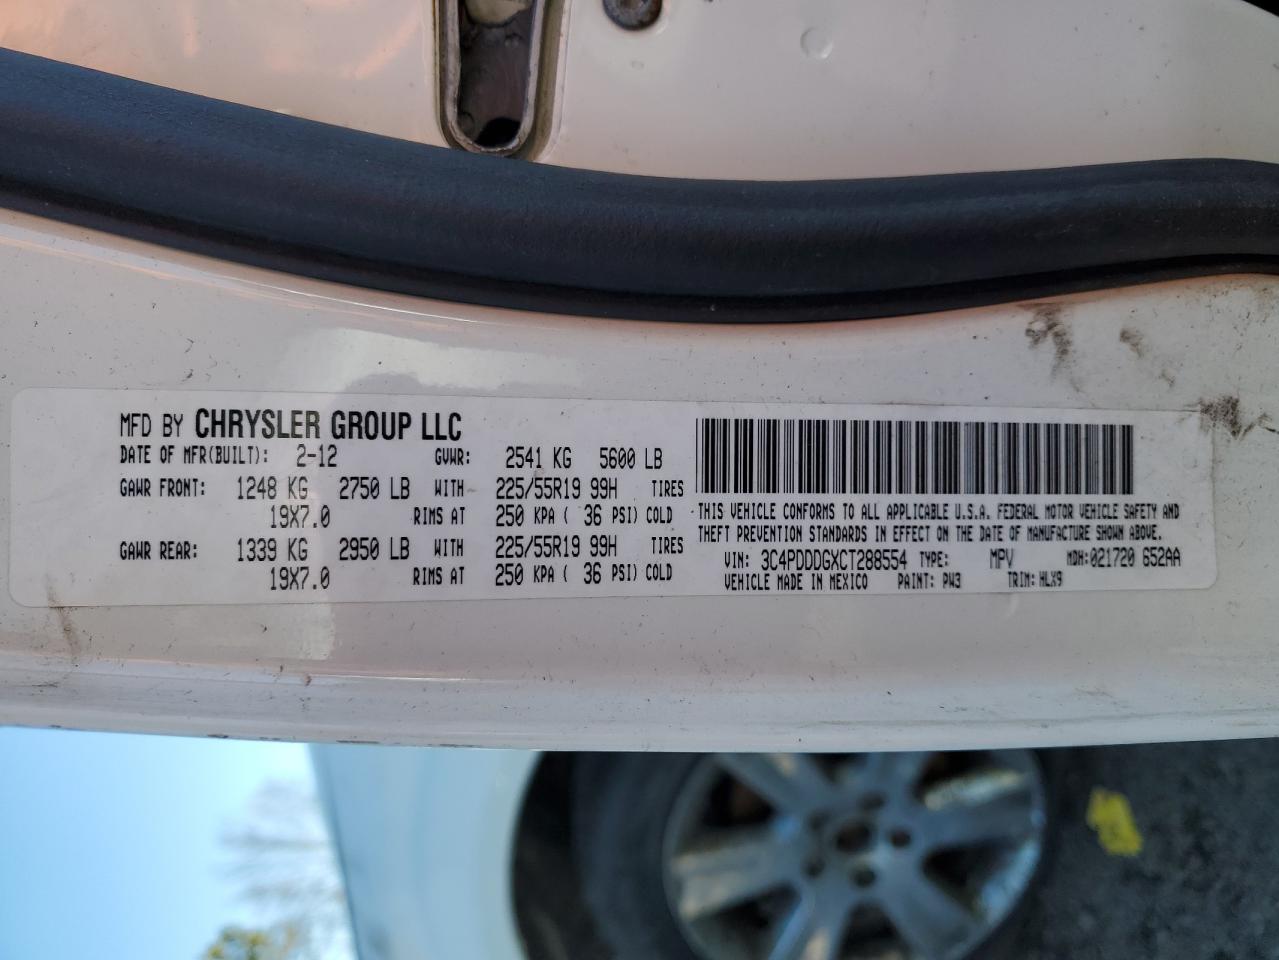 MFD BY CHRYSLER GROUP LLC
DATE OF MFR(BUILT): 2-12 GVWR: 2541 KG 5600 LB
GAWR FRONT: 1248 KG 2750 LB WITH 225/55R19 99H TIRES
19X7.0 RIMS AT 250 KPA ( 36 PSI) COLD
GAWR REAR: 1339 KG 2950 LB WITH 225/55R19 99H TIRES
19X7.0 RIMS AT 250 KPA ( 36 PSI) COLD
THIS VEHICLE CONFORMS TO ALL APPLICABLE U.S.A. FEDERAL MOTOR VEHICLE SAFETY AND
THEFT PREVENTION STANDARDS IN EFFECT ON THE DATE OF MANUFACTURE SHOWN ABOVE.
VIN: 3C4PDDDGXCT288554 TYPE: MPV MDH:021720 652AA
VEHICLE MADE IN MEXICO PAINT: PW3 TRIM: HLX9